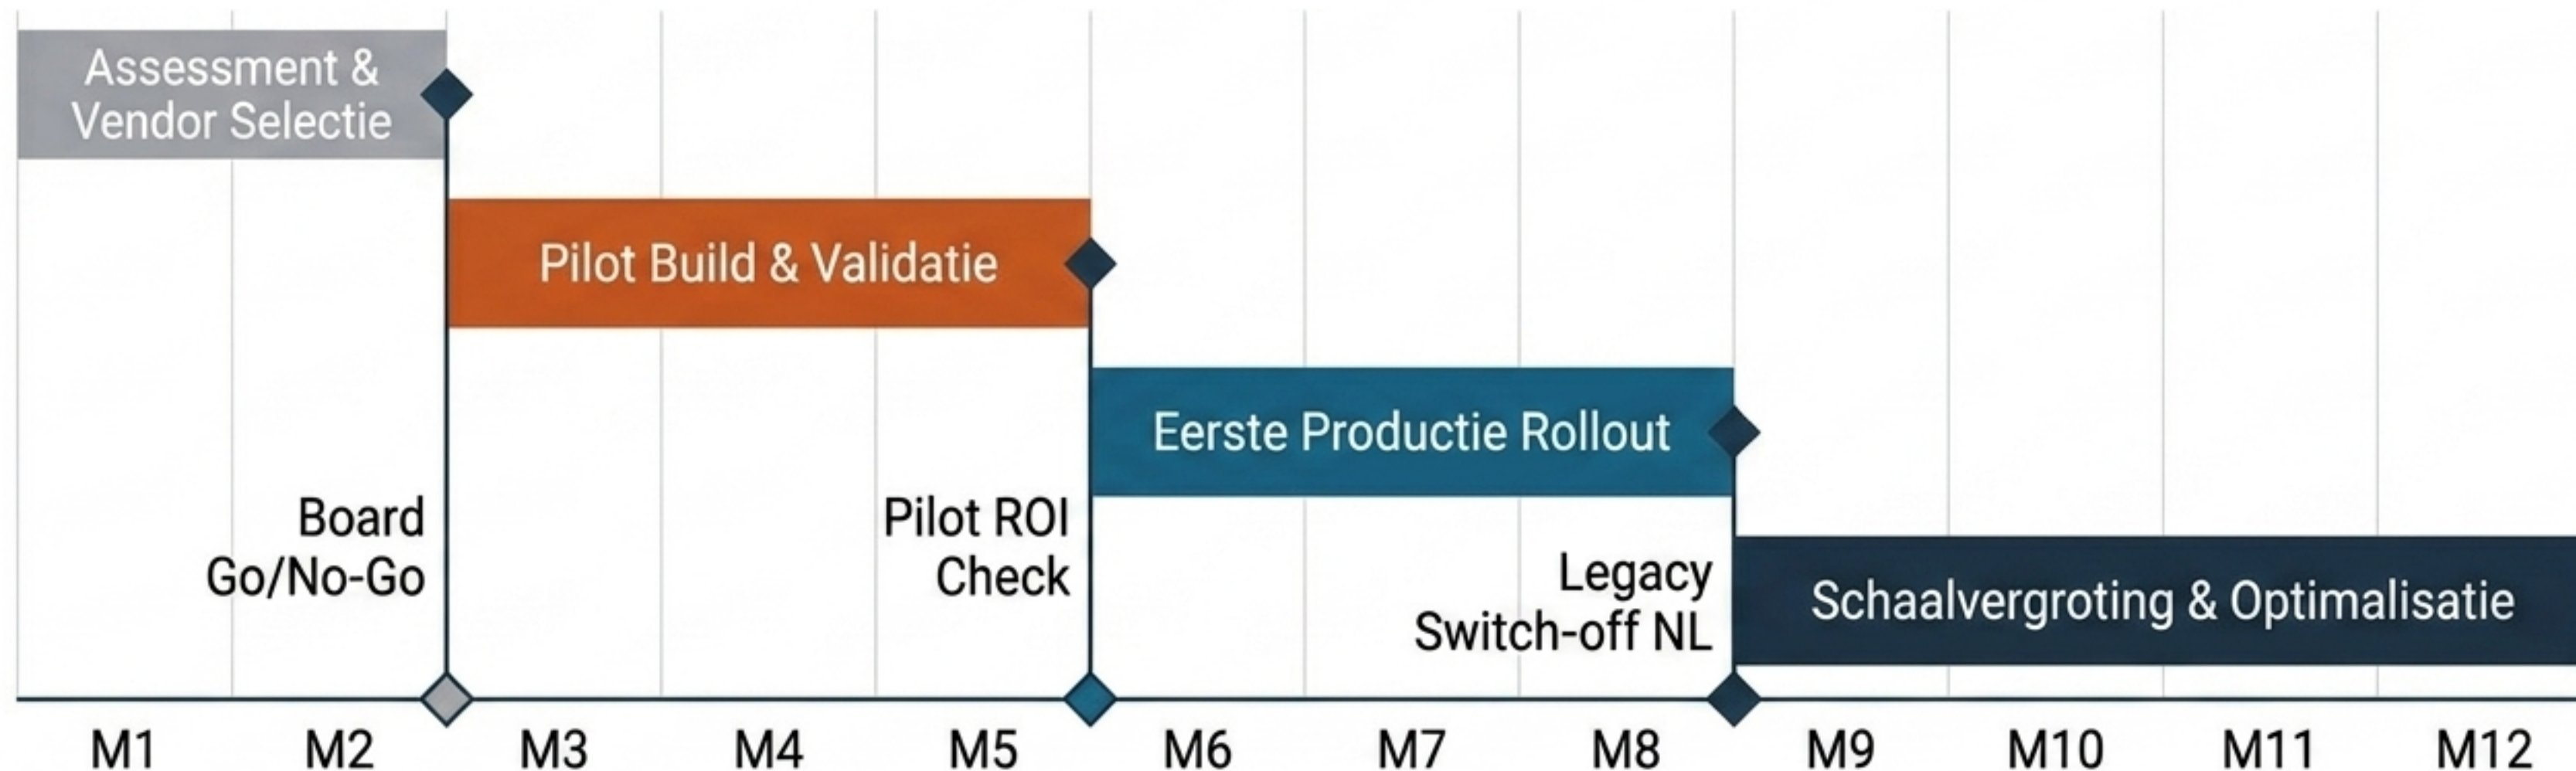 Assessment &
Vendor Selectie
Pilot Build & Validatie
Eerste Productie Rollout
Board
Go/No-Go
Pilot ROI
Check
Legacy
Switch-off NL
Schaalvergroting & Optimalisatie
M1 M2 M3 M4 M5 M6 M7 M8 M9 M10 M11 M12